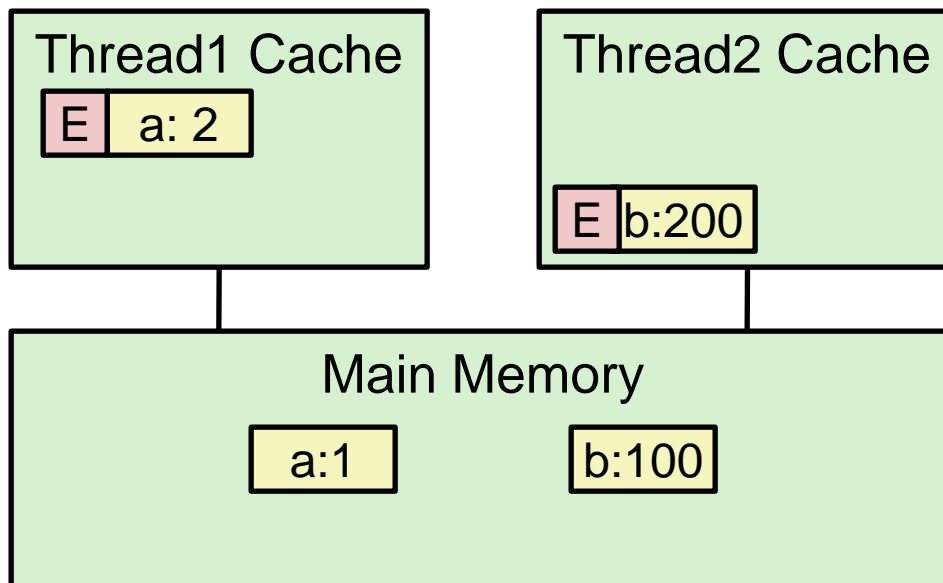 Thread1 Cache
E a: 2
Thread2 Cache
E b:200
Main Memory
a:1
b:100